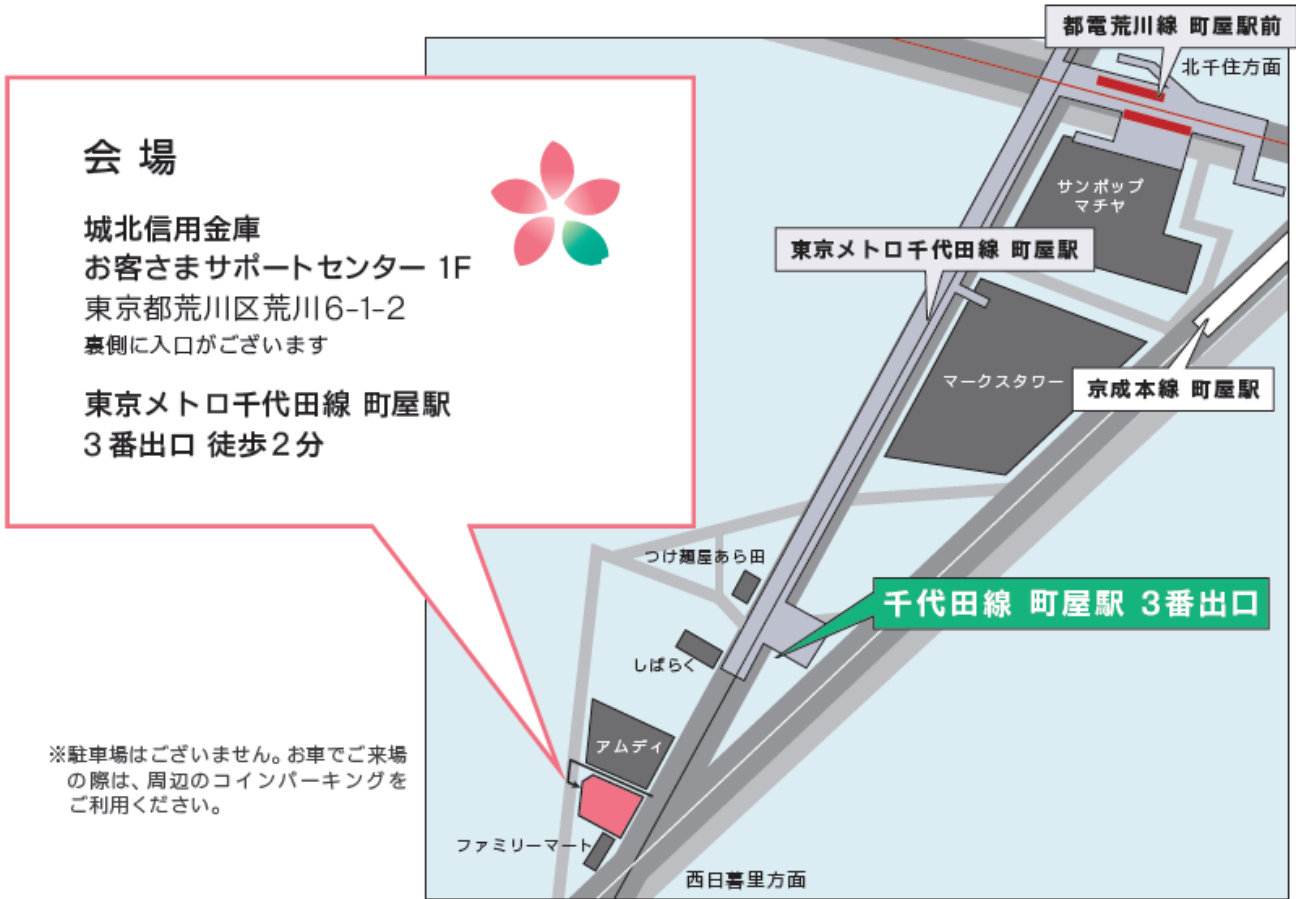 都電荒川線 町屋駅前
北千住方面
会 場
城北信用金庫
お客さまサポートセンター 1F
東京都荒川区荒川6-1-2
裏側に入口がございます
東京メトロ千代田線 町屋駅
3番出口 徒歩2分
サンポップ
マチヤ
東京メトロ千代田線 町屋駅
マークスタワー
京成本線 町屋駅
つけ麺屋あら田
千代田線 町屋駅 3番出口
しばらく
アムディ
※駐車場はございません。お車でご来場
の際は、周辺のコインパーキングを
ご利用ください。
ファミリーマート
西日暮里方面